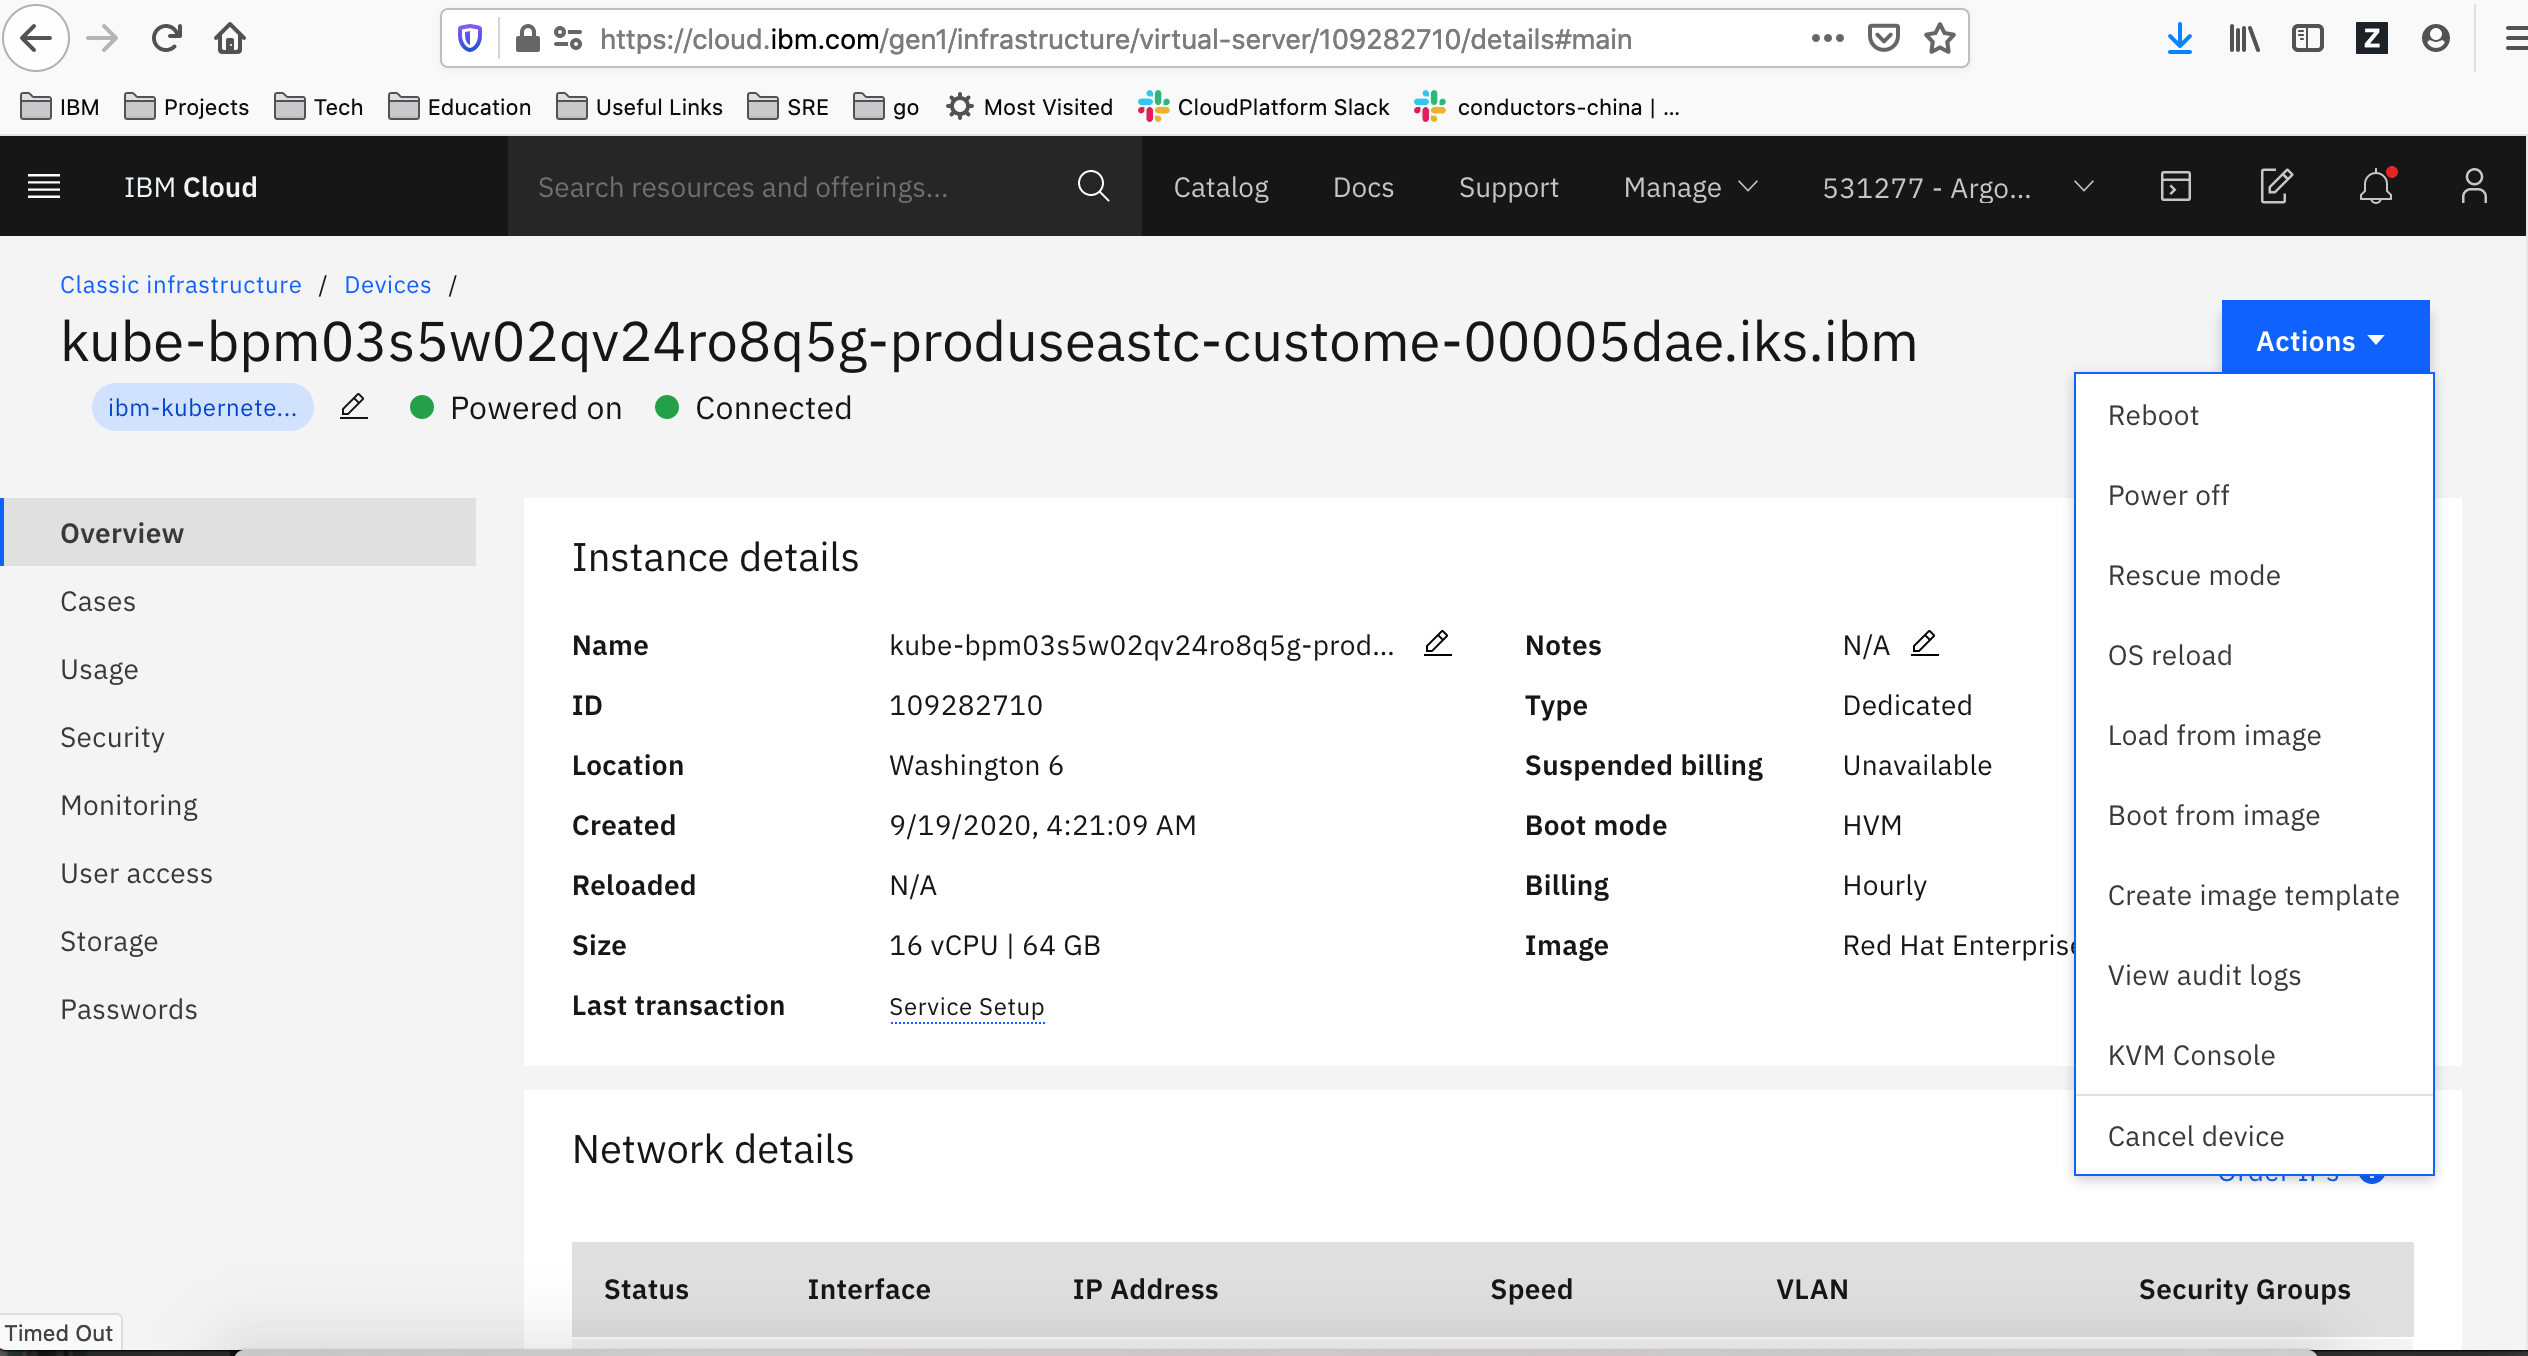 https://cloud.ibm.com/gen1/infrastructure/virtual-server/109282710/details#main
IBM Projects Tech Education Useful Links SRE go Most Visited CloudPlatform Slack conductors-china | ...
IBM Cloud Search resources and offerings... Catalog Docs Support Manage 531277 - Argo...
Classic infrastructure / Devices /
kube-bpm03s5w02qv24ro8q5g-produseastc-custome-00005dae.iks.ibm
Actions
ibm-kubernete... Powered on Connected
Reboot
Power off
Rescue mode
OS reload
Load from image
Boot from image
Create image template
View audit logs
KVM Console
Cancel device
Overview
Cases
Usage
Security
Monitoring
User access
Storage
Passwords
Instance details
Name kube-bpm03s5w02qv24ro8q5g-prod...
ID 109282710
Location Washington 6
Created 9/19/2020, 4:21:09 AM
Reloaded N/A
Size 16 vCPU | 64 GB
Last transaction Service Setup
Notes N/A
Type Dedicated
Suspended billing Unavailable
Boot mode HVM
Billing Hourly
Image Red Hat Enterprise
Network details
Order IPs
Status Interface IP Address Speed VLAN Security Groups
Timed Out